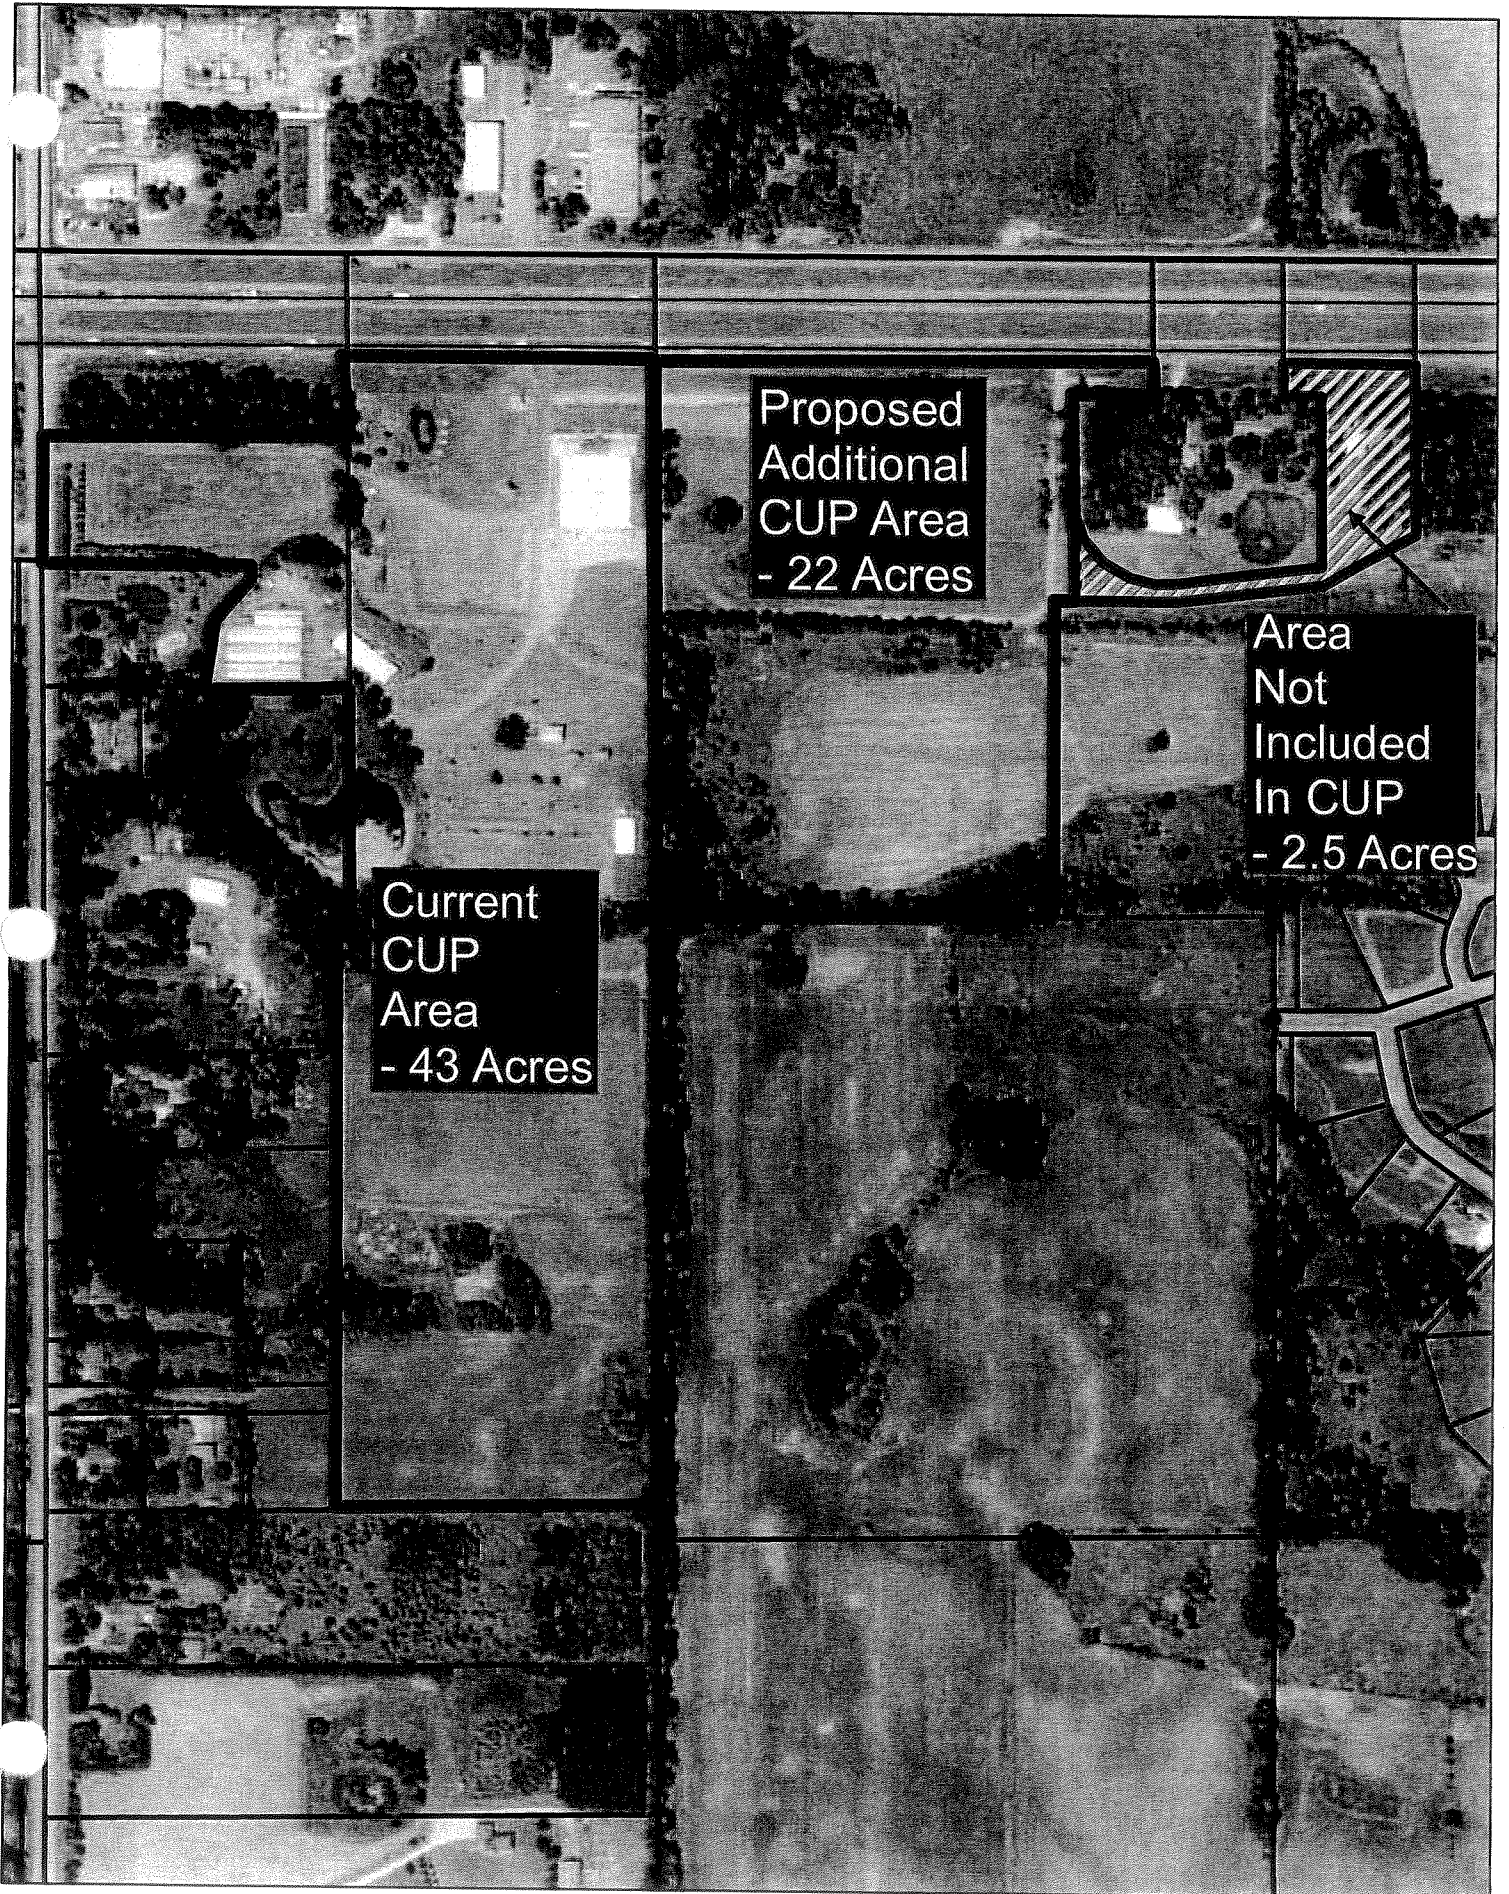 Proposed
Additional
CUP Area
- 22 Acres
Area
Not
Included
In CUP
- 2.5 Acres
Current
CUP
Area
- 43 Acres